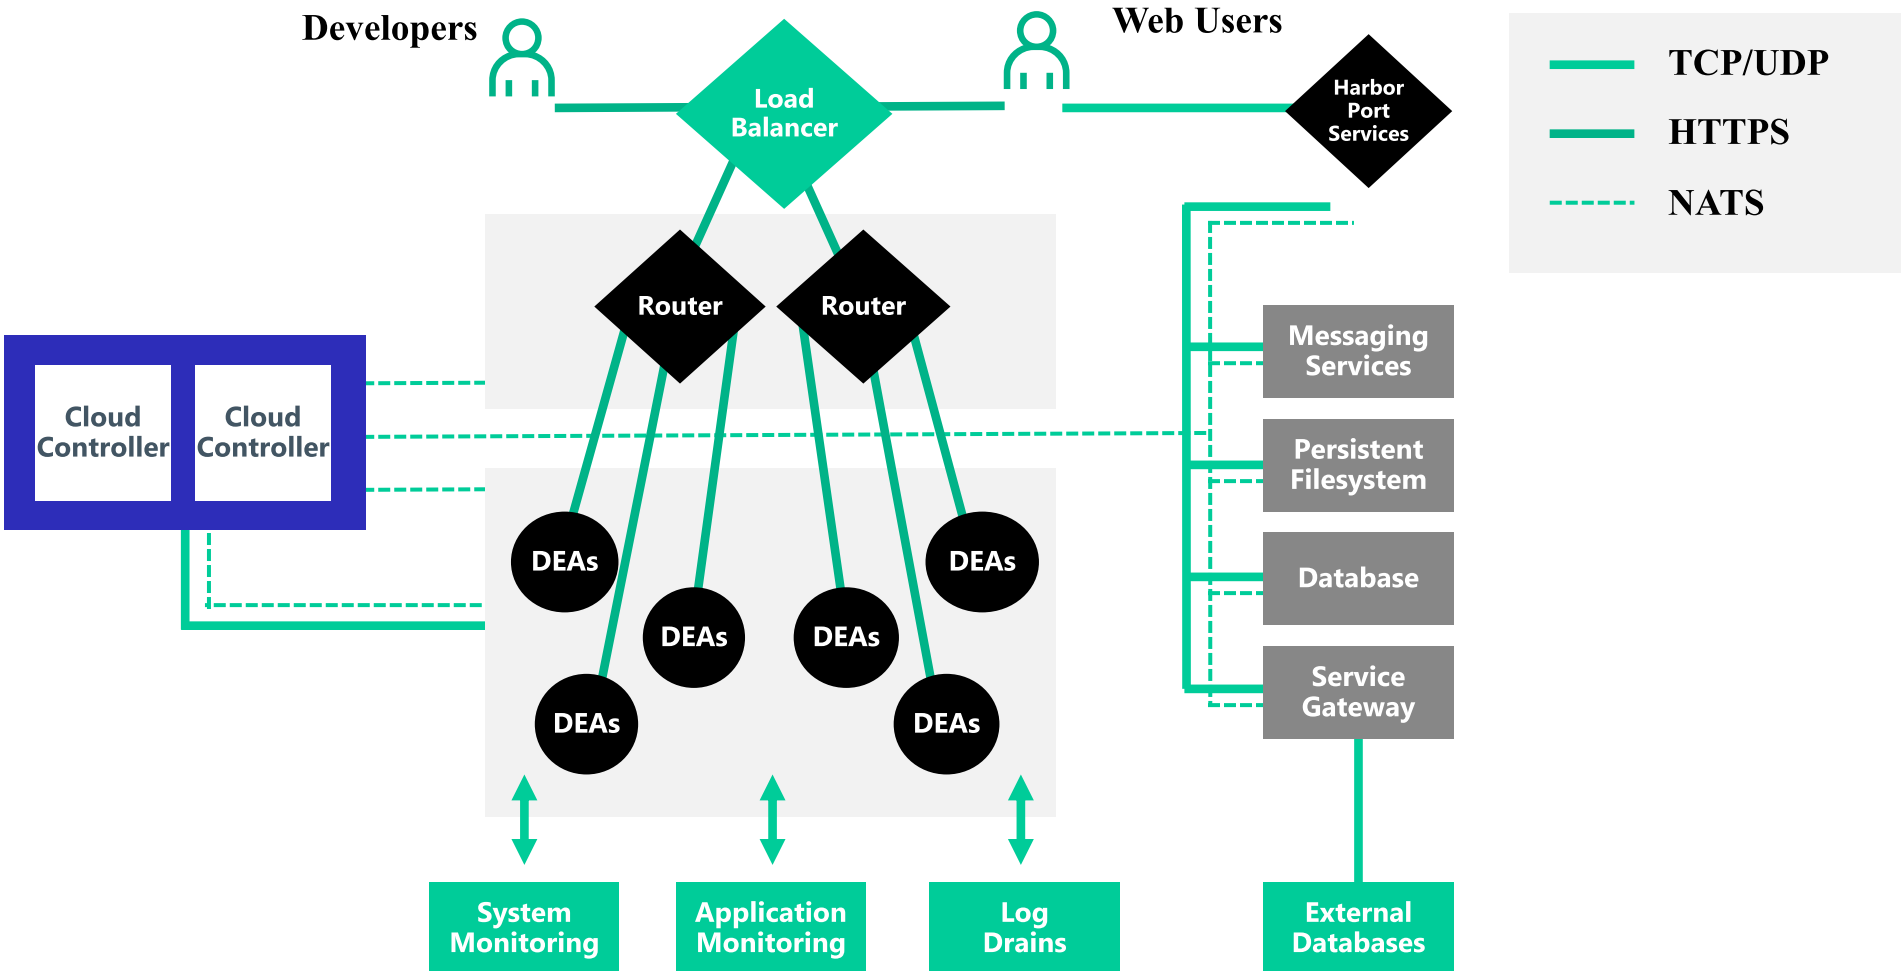 Developers
Web Users
Load
Balancer
Harbor
Port
Services
TCP/UDP
HTTPS
NATS
Router
Router
Cloud
Controller
Cloud
Controller
Messaging
Services
Persistent
Filesystem
Database
Service
Gateway
DEAs
DEAs
DEAs
DEAs
DEAs
DEAs
System
Monitoring
Application
Monitoring
Log
Drains
External
Databases